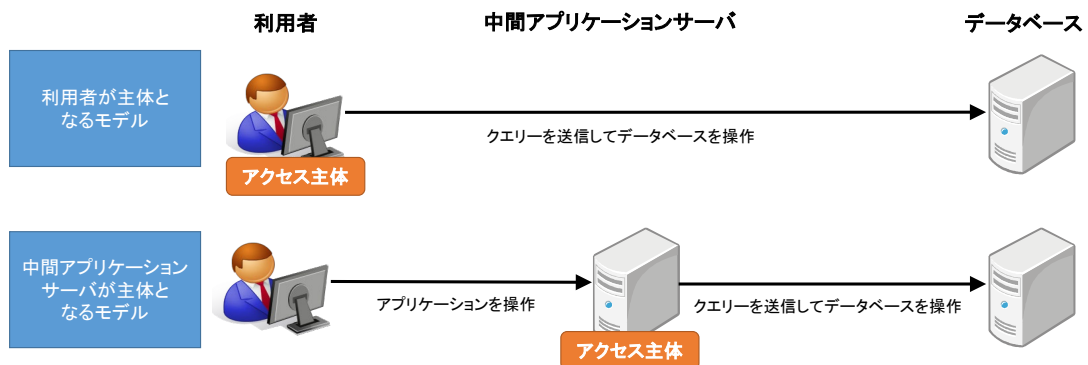 利用者
中間アプリケーションサーバ
データベース
利用者が主体と
なるモデル
クエリーを送信してデータベースを操作
アクセス主体
中間アプリケーション
サーバが主体と
なるモデル
アプリケーションを操作
クエリーを送信してデータベースを操作
アクセス主体